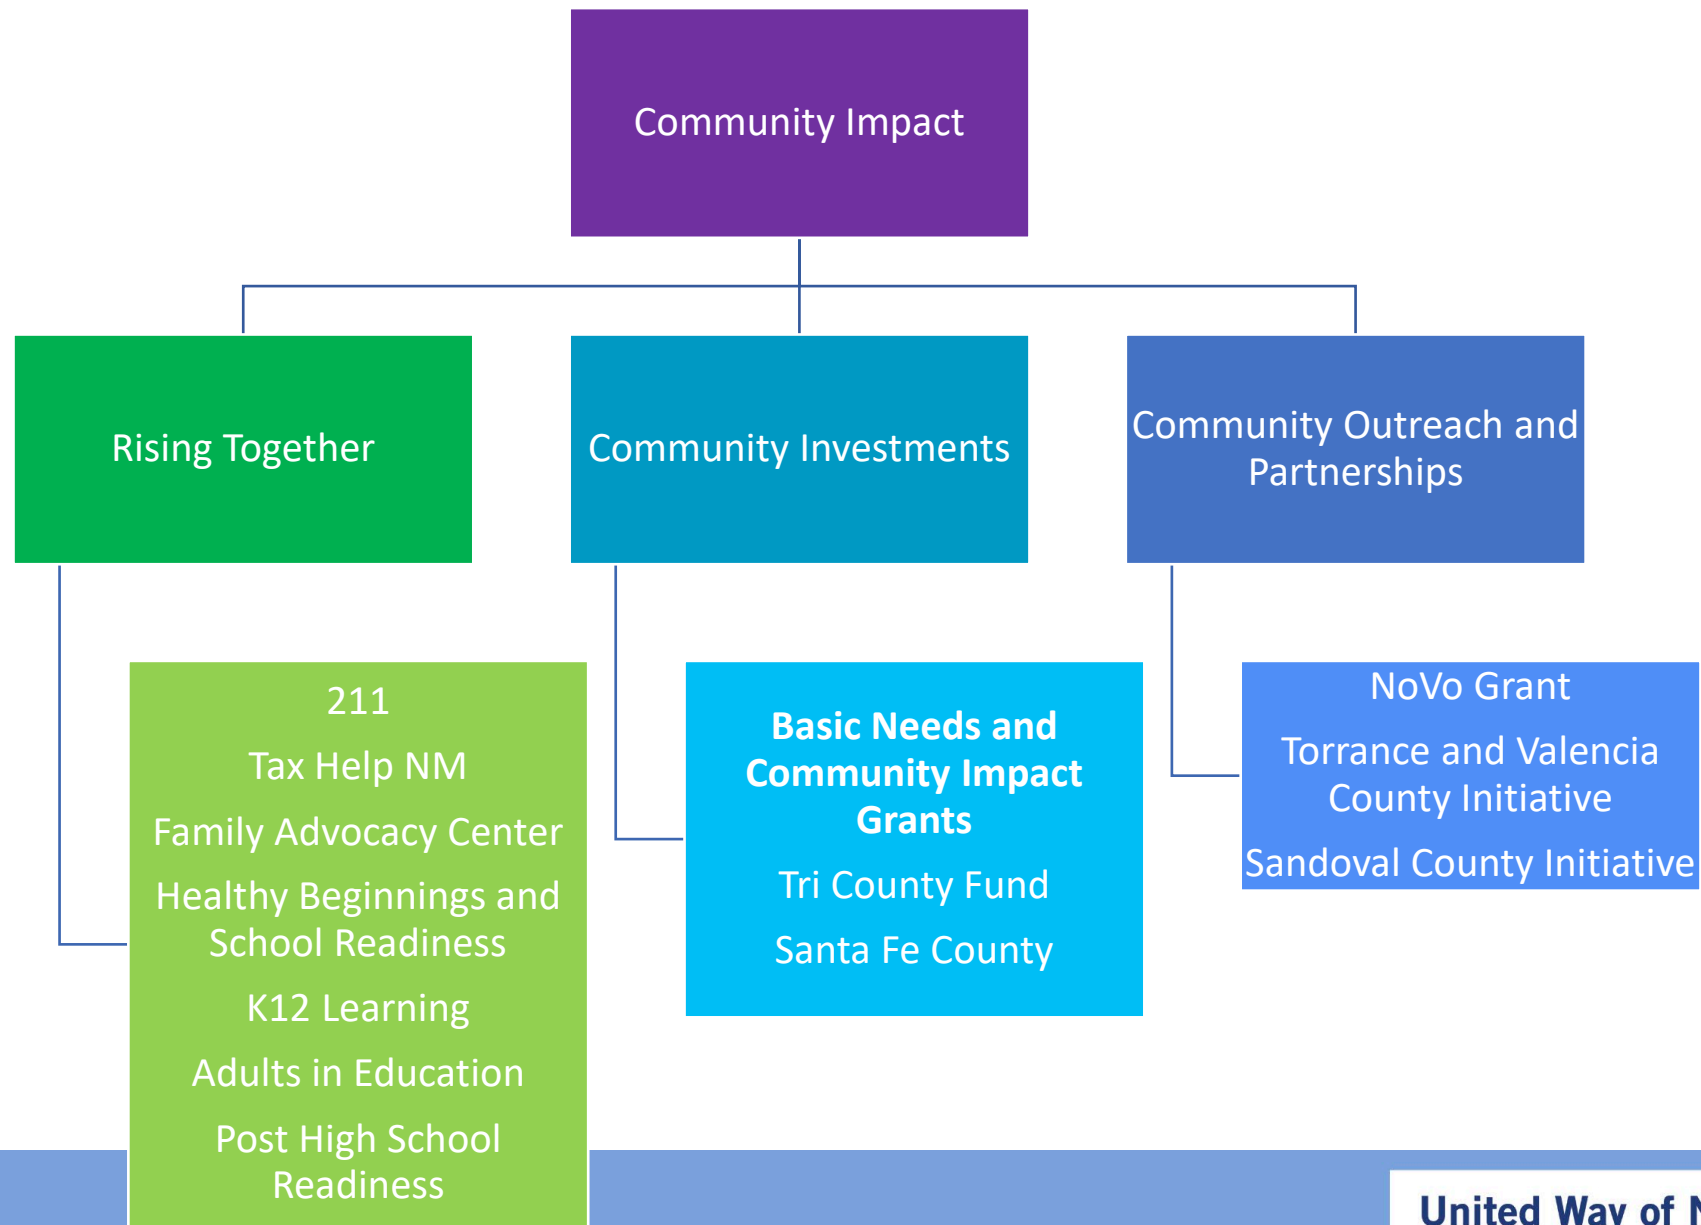 Community Impact
Rising Together
Community Investments
Community Outreach and
Partnerships
211
Tax Help NM
Family Advocacy Center
Healthy Beginnings and
School Readiness
K12 Learning
Adults in Education
Post High School
Readiness
Basic Needs and
Community Impact
Grants
Tri County Fund
Santa Fe County
NoVo Grant
Torrance and Valencia
County Initiative
Sandoval County Initiative
United Way of N